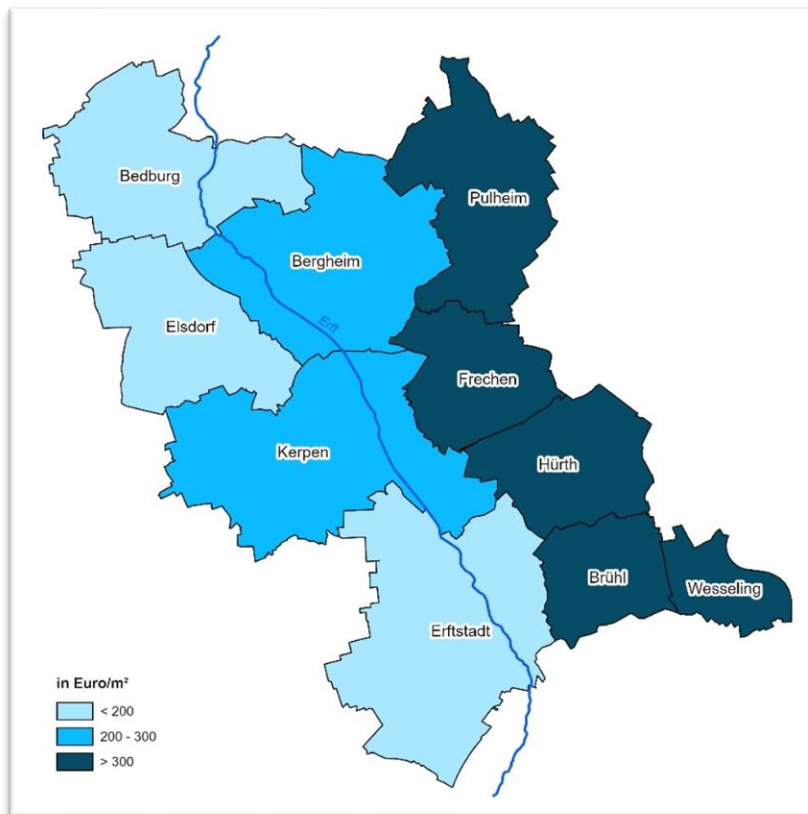 Bedburg
Pulheim
Bergheim
Elsdorf
Erft
Frechen
Kerpen
Hürth
Brühl
Wesseling
Erftstadt
in Euro/m²
< 200
200 - 300
> 300